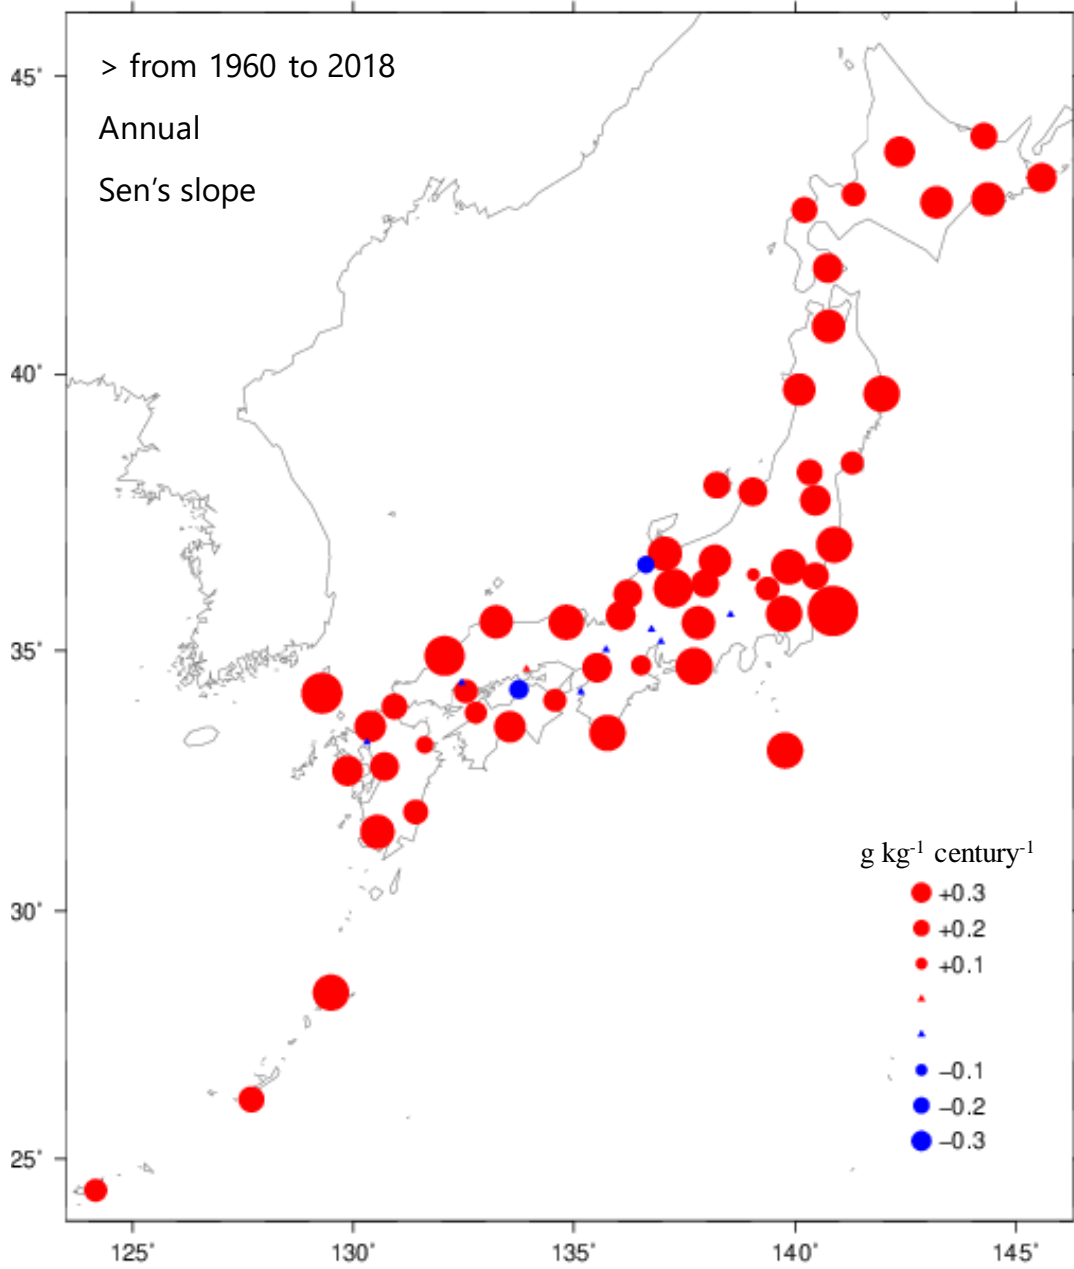 > from 1960 to 2018
Annual
Sen’s slope
45°
40°
35°
30°
25°
g kg⁻¹ century⁻¹
+0.3
+0.2
+0.1
−0.1
−0.2
−0.3
125° 130° 135° 140° 145°